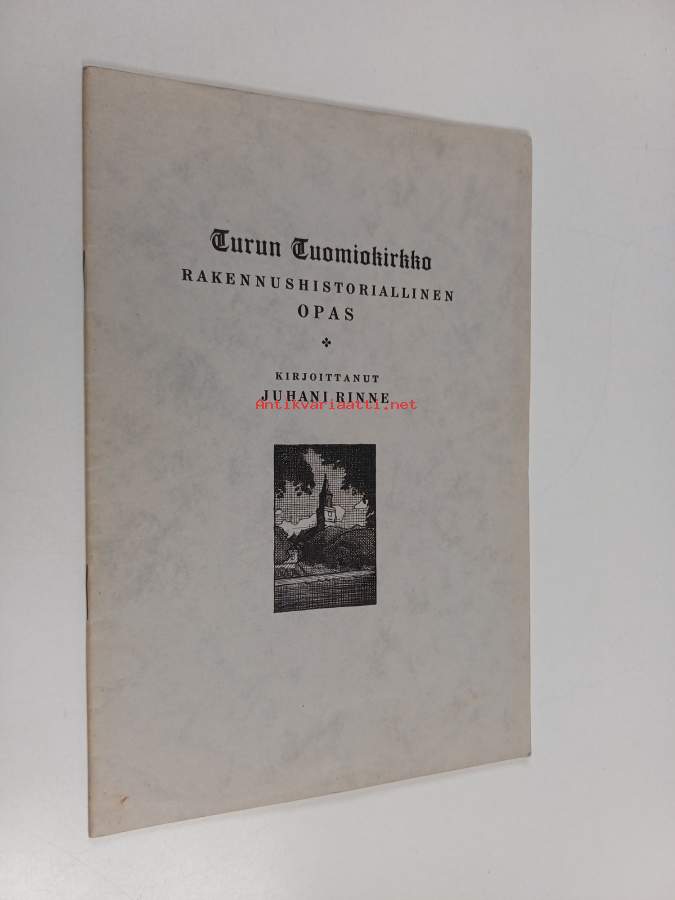 Turun Tuomiokirkko
RAKENNUSHISTORIALLINEN
OPAS
KIRJOITTANUT
JUHANI RINNE
Antikvariaatti.net